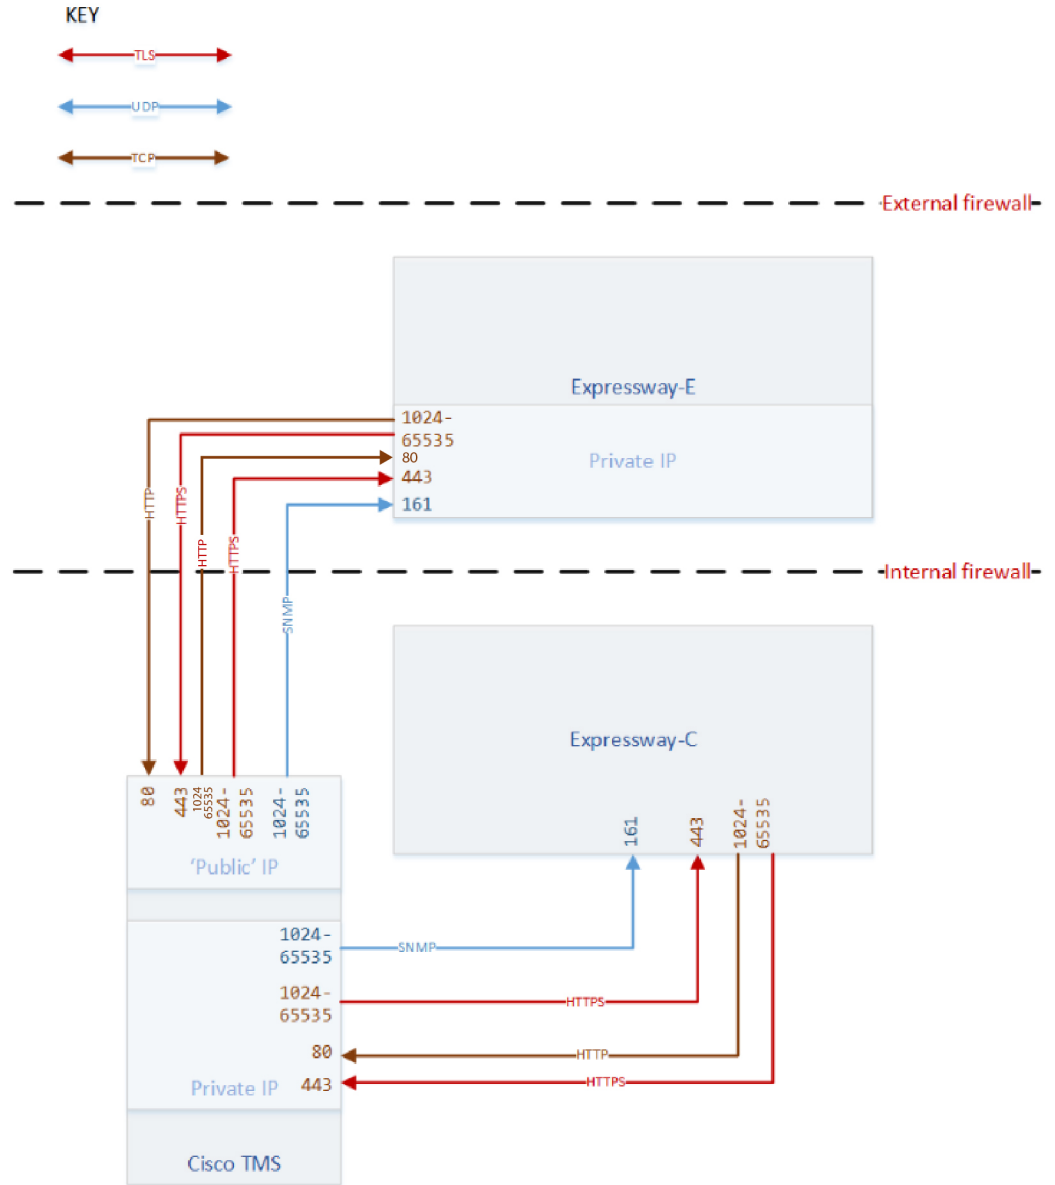 KEY
TLS
UDP
TCP
External firewall
Expressway-E
1024-
65535
80
443
161
Private IP
HTTP
HTTPS
HTTP
HTTPS
SNMP
Internal firewall
Expressway-C
161
443
1024-
65535
80
443
1024
65535
1024-
65535
1024-
65535
'Public' IP
1024-
65535
SNMP
1024-
65535
HTTPS
80
HTTP
Private IP
443
HTTPS
Cisco TMS